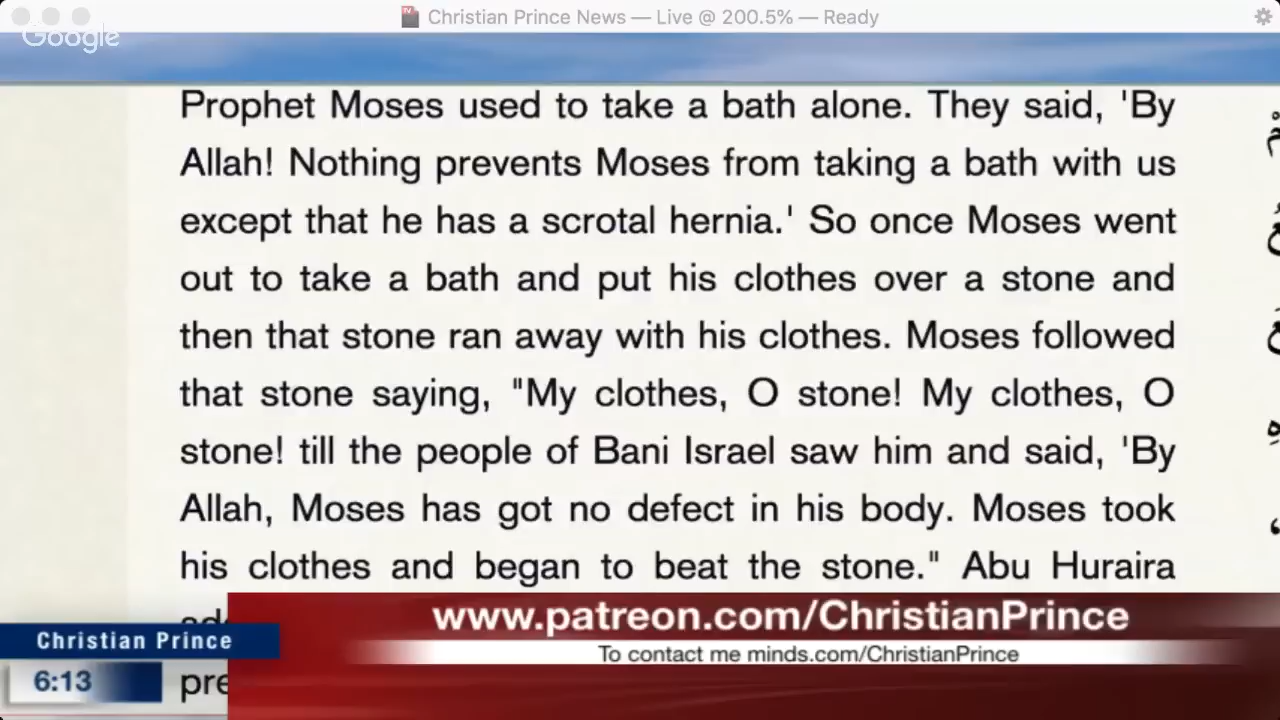 Christian Prince News — Live @ 200.5% — Ready
Google
Prophet Moses used to take a bath alone. They said, 'By
Allah! Nothing prevents Moses from taking a bath with us
except that he has a scrotal hernia.' So once Moses went
out to take a bath and put his clothes over a stone and
then that stone ran away with his clothes. Moses followed
that stone saying, "My clothes, O stone! My clothes, O
stone! till the people of Bani Israel saw him and said, 'By
Allah, Moses has got no defect in his body. Moses took
his clothes and began to beat the stone." Abu Huraira
www.patreon.com/ChristianPrince
Christian Prince
To contact me minds.com/ChristianPrince
6:13
pre